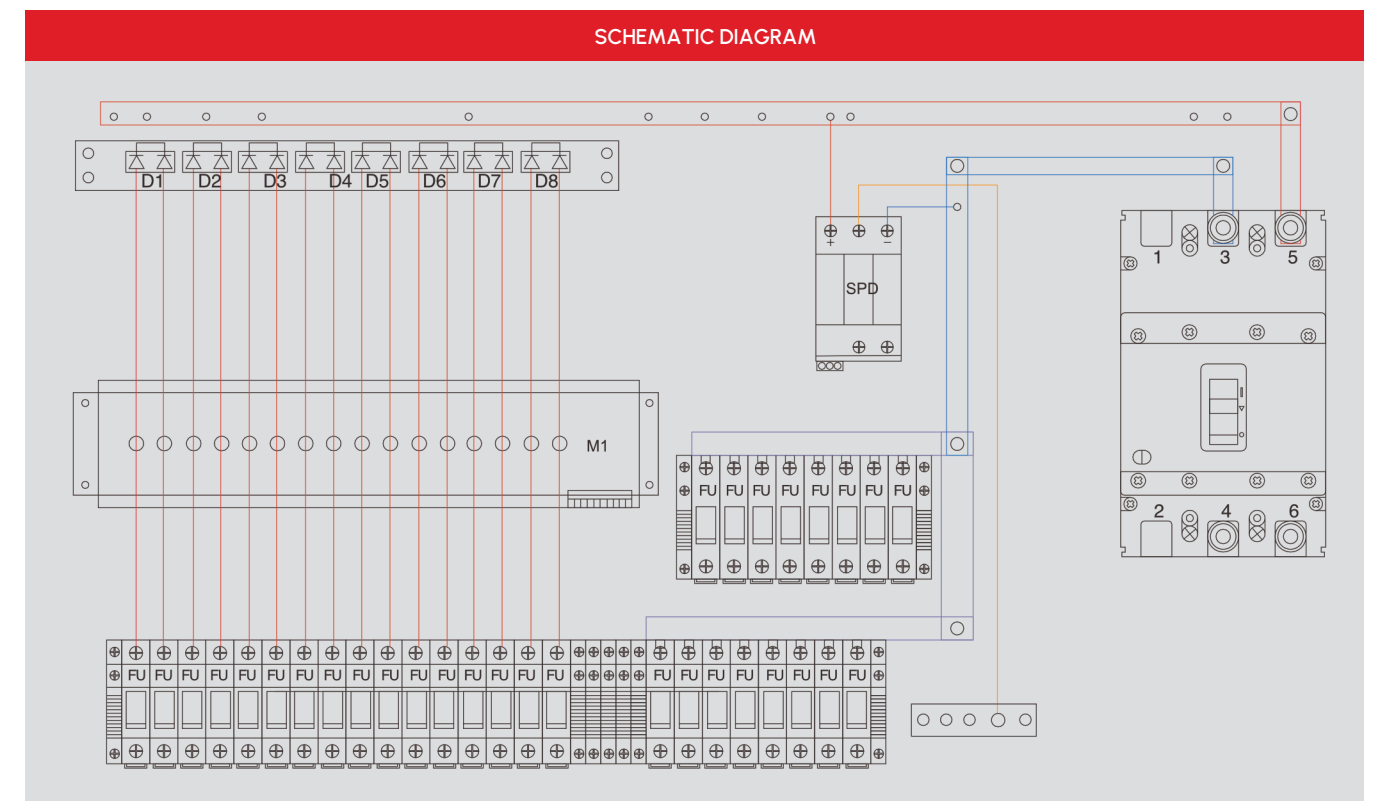 SCHEMATIC DIAGRAM
D1 D2 D3 D4 D5 D6 D7 D8
+ −
SPD
1 3 5
M1
FU FU FU FU FU FU FU FU
2 4 6
FU FU FU FU FU FU FU FU FU FU FU FU FU FU FU FU FU FU FU FU FU FU FU FU